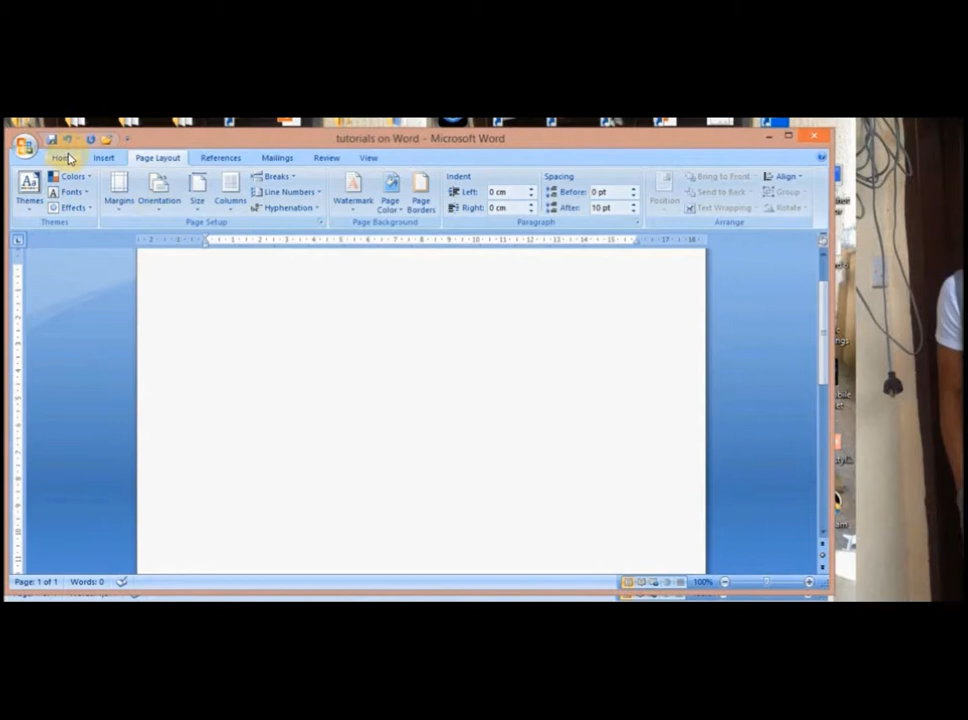 tutorials on Word - Microsoft Word
Home Insert Page Layout References Mailings Review View
Themes
Colors
Fonts
Effects
Themes
Margins
Orientation
Size
Columns
Breaks
Line Numbers
Hyphenation
Page Setup
Watermark
Page Color
Page Borders
Page Background
Indent
Left: 0 cm
Right: 0 cm
Spacing
Before: 0 pt
After: 10 pt
Paragraph
Position
Bring to Front
Send to Back
Text Wrapping
Align
Group
Rotate
Arrange
Page: 1 of 1 Words: 0
100%